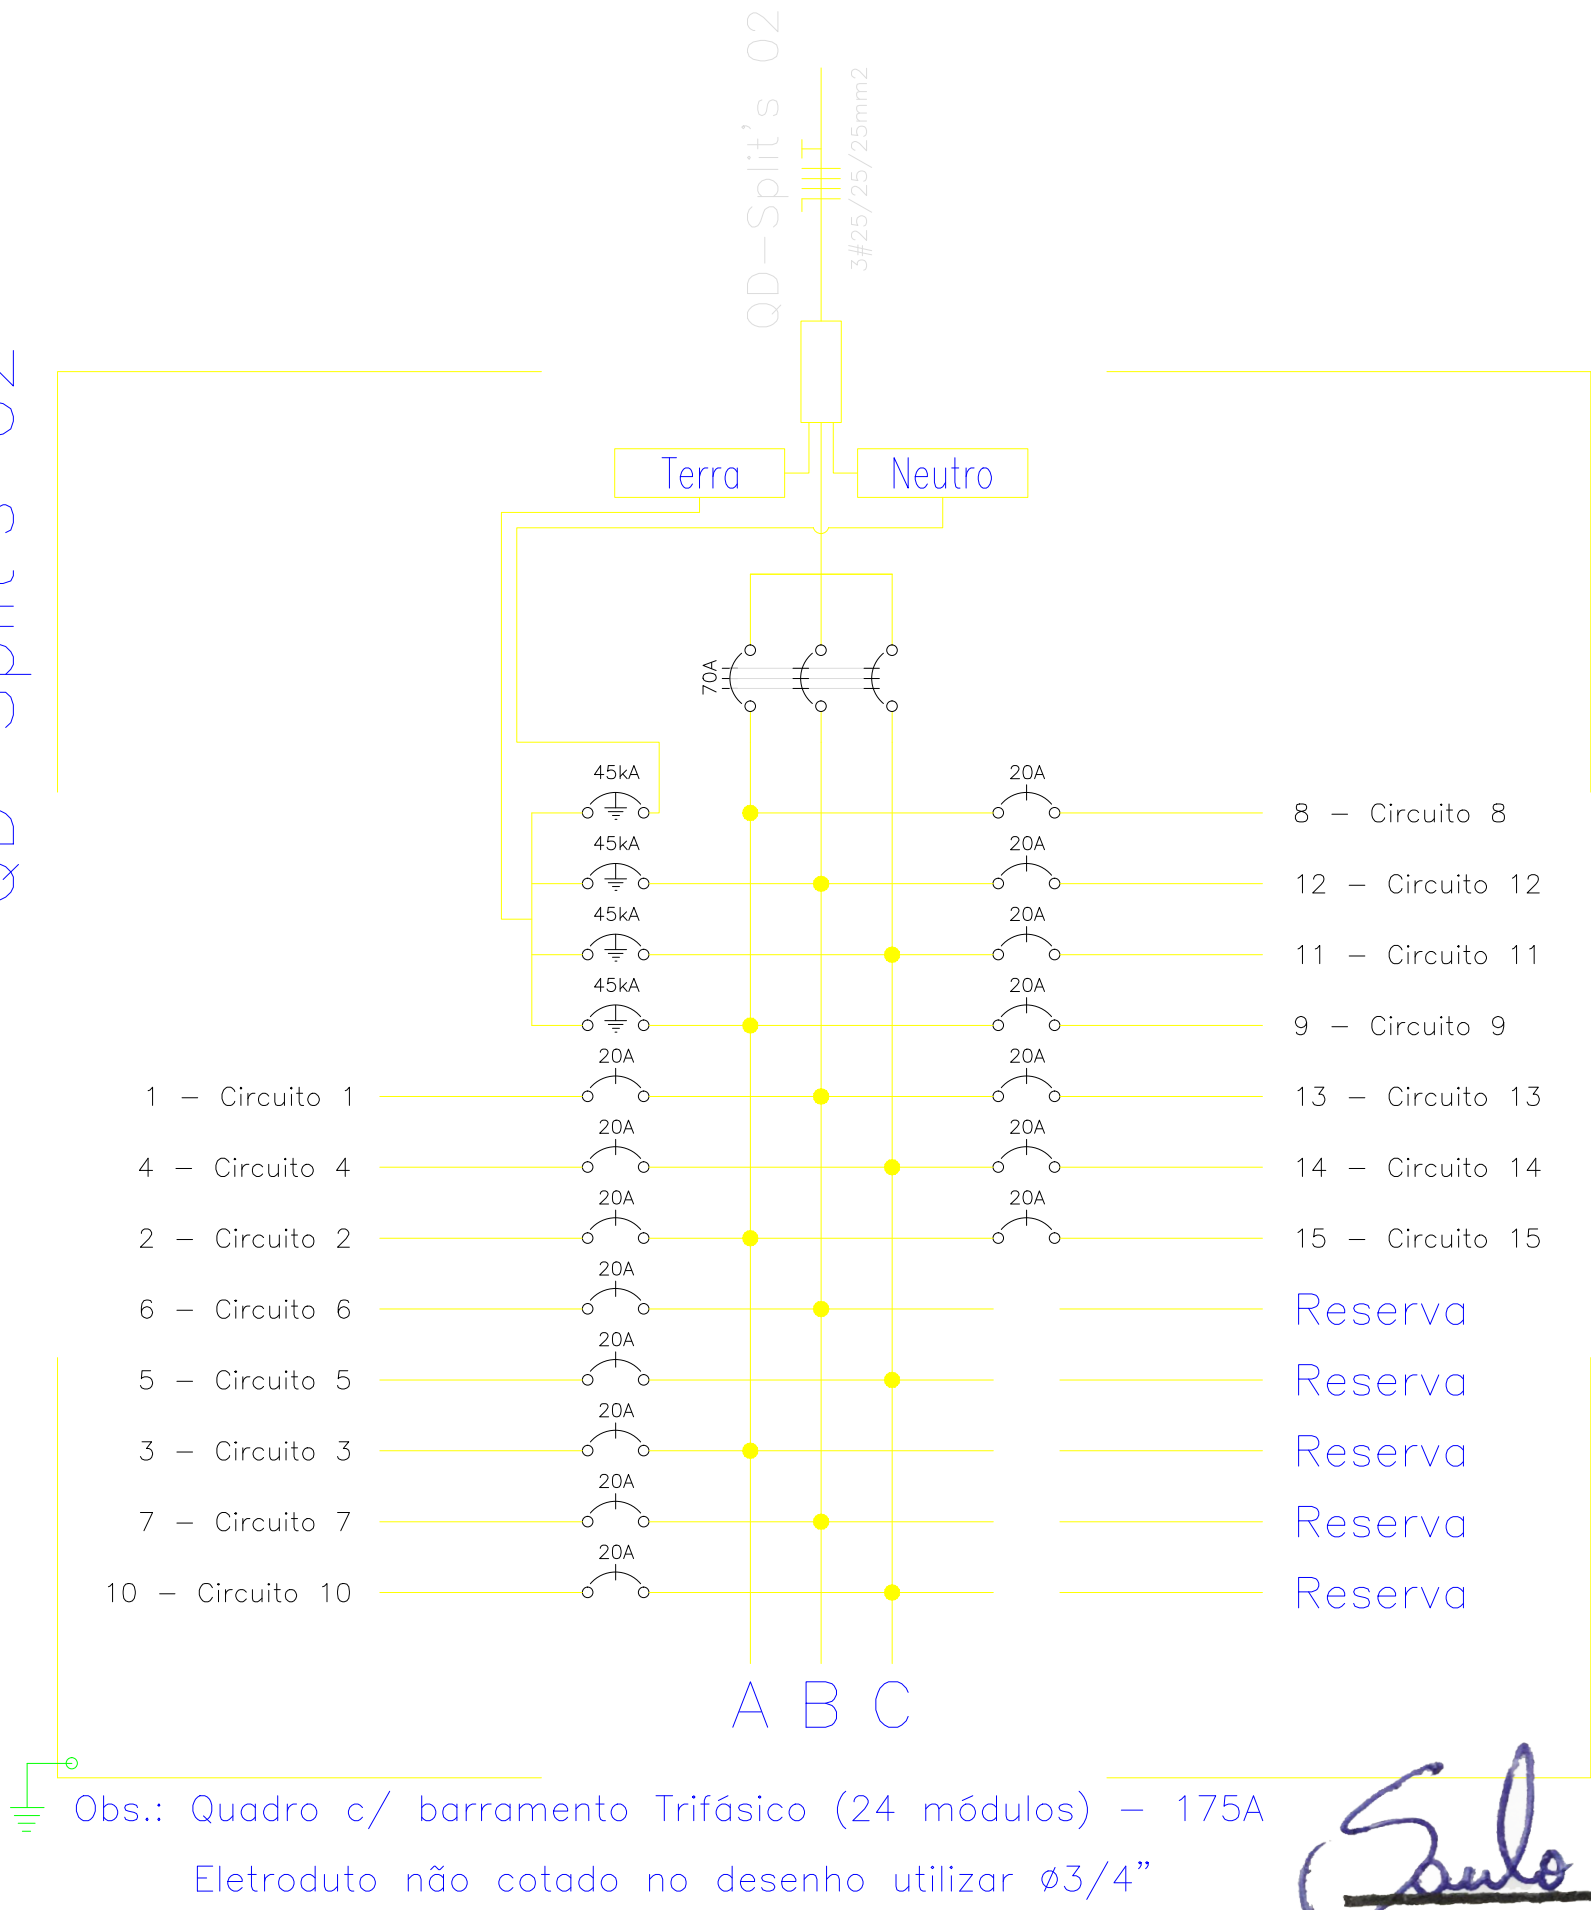 QD-Split's 02
3#25/25/25mm2
QD Split's 02
Terra
Neutro
70A
45kA 20A 8 - Circuito 8
45kA 20A 12 - Circuito 12
45kA 20A 11 - Circuito 11
45kA 20A 9 - Circuito 9
1 - Circuito 1 20A 20A 13 - Circuito 13
4 - Circuito 4 20A 20A 14 - Circuito 14
2 - Circuito 2 20A 20A 15 - Circuito 15
6 - Circuito 6 20A Reserva
5 - Circuito 5 20A Reserva
3 - Circuito 3 20A Reserva
7 - Circuito 7 20A Reserva
10 - Circuito 10 20A Reserva
A B C
Obs.: Quadro c/ barramento Trifásico (24 módulos) - 175A
Eletroduto não cotado no desenho utilizar ø3/4"
Saulo